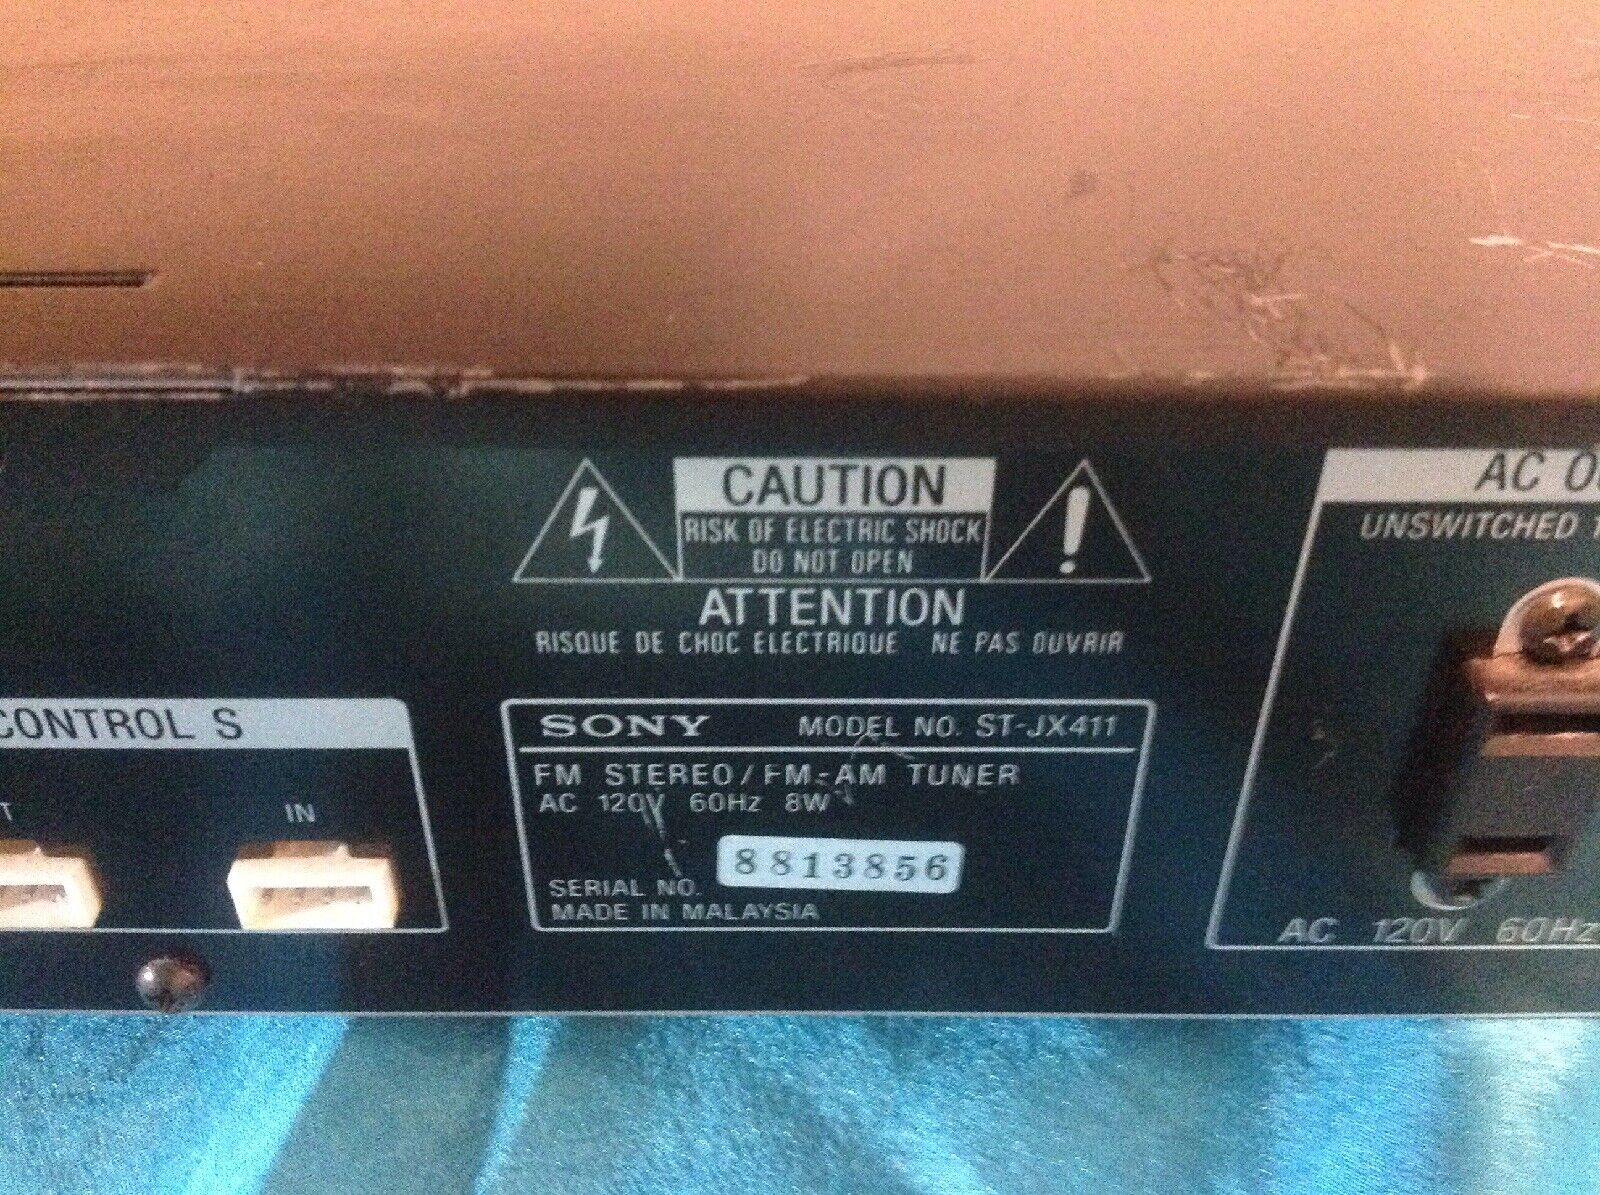 CAUTION
RISK OF ELECTRIC SHOCK
DO NOT OPEN
ATTENTION
RISQUE DE CHOC ELECTRIQUE NE PAS OUVRIR
CONTROL S
IN
SONY MODEL NO. ST-JX411
FM STEREO/FM-AM TUNER
AC 120V 60Hz 8W
SERIAL NO. 8813856
MADE IN MALAYSIA
AC
UNSWITCHED
AC 120V 60Hz